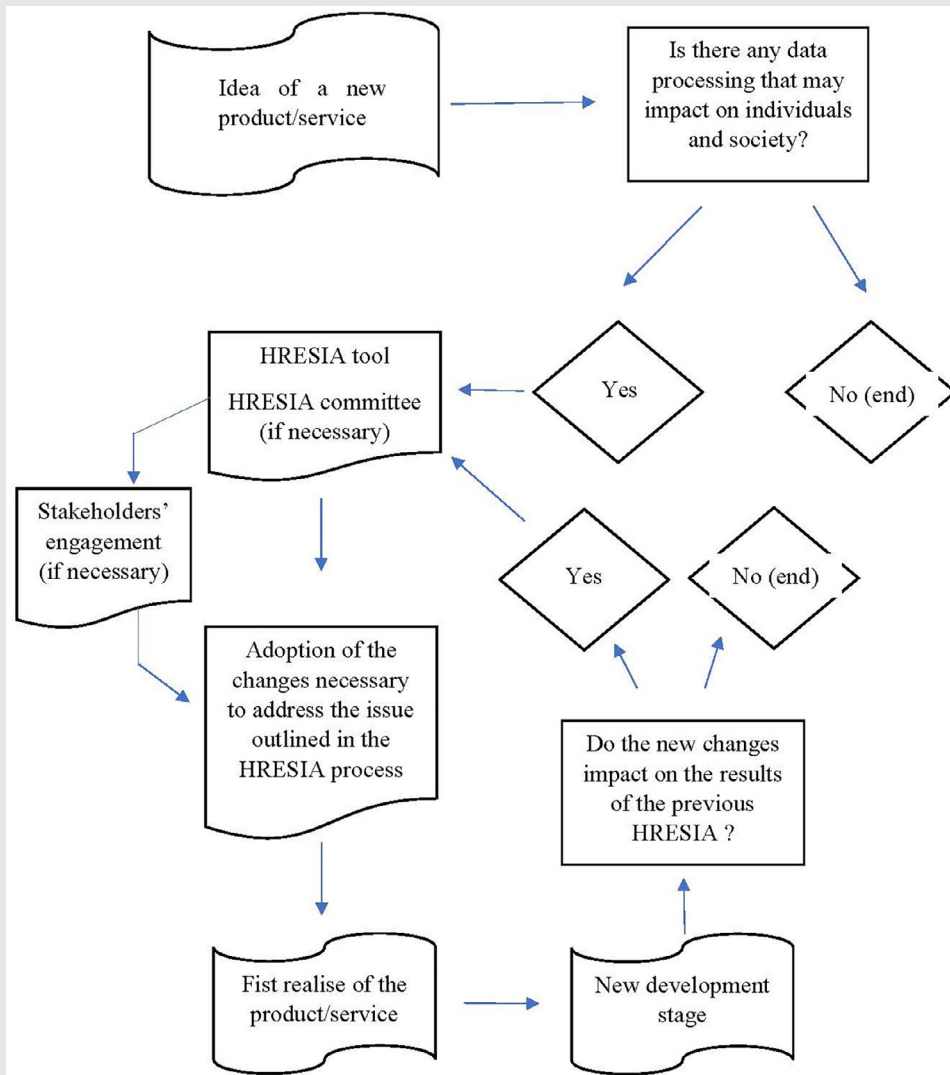 Idea of a new
product/service
Is there any data
processing that may
impact on individuals
and society?
Yes
No (end)
HRESIA tool
HRESIA committee
(if necessary)
Stakeholders’
engagement
(if necessary)
Yes
No (end)
Adoption of the
changes necessary
to address the issue
outlined in the
HRESIA process
Do the new changes
impact on the results
of the previous
HRESIA ?
Fist realise of the
product/service
New development
stage